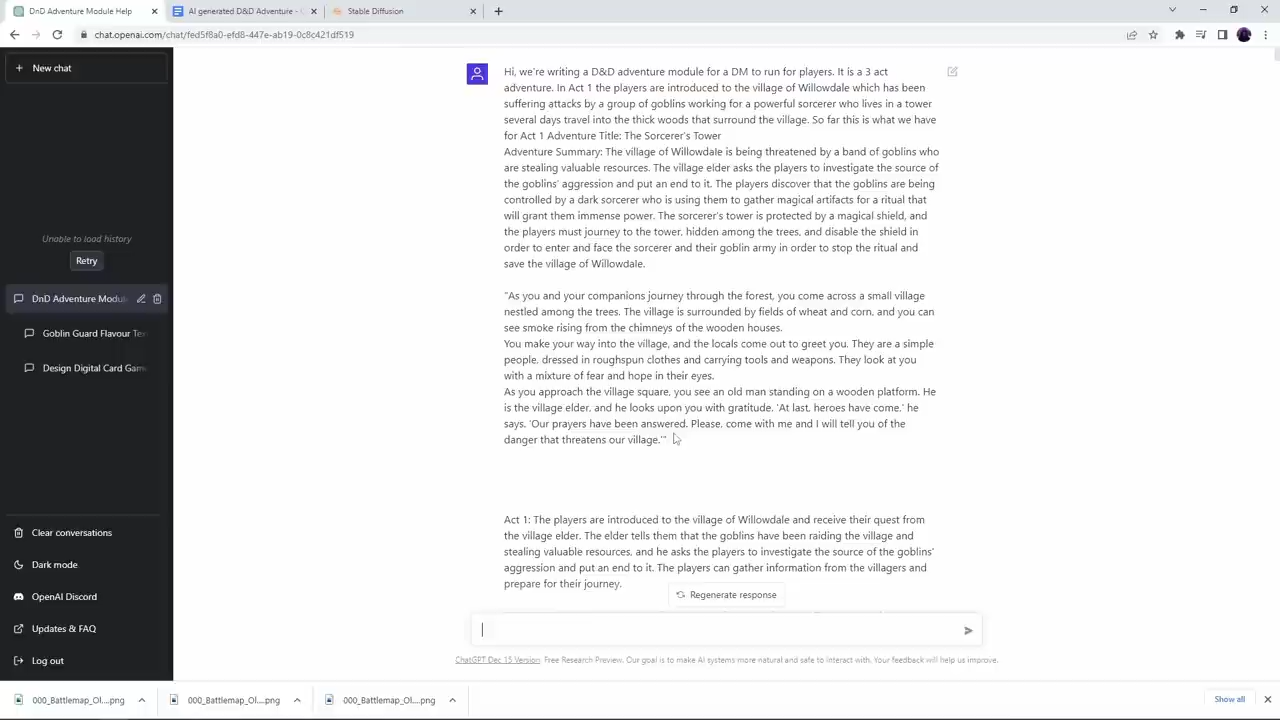 DnD Adventure Module Help
AI generated D&D Adventure - G
Stable Diffusion
chat.openai.com/chat/fed5f8a0-efd8-447e-ab19-0c8c421df519
New chat
Unable to load history
Retry
DnD Adventure Modul
Goblin Guard Flavour Tex
Design Digital Card Game
Clear conversations
Dark mode
OpenAI Discord
Updates & FAQ
Log out
Hi, we're writing a D&D adventure module for a DM to run for players. It is a 3 act
adventure. In Act 1 the players are introduced to the village of Willowdale which has been
suffering attacks by a group of goblins working for a powerful sorcerer who lives in a tower
several days travel into the thick woods that surround the village. So far this is what we have
for Act 1 Adventure Title: The Sorcerer's Tower
Adventure Summary: The village of Willowdale is being threatened by a band of goblins who
are stealing valuable resources. The village elder asks the players to investigate the source of
the goblins' aggression and put an end to it. The players discover that the goblins are being
controlled by a dark sorcerer who is using them to gather magical artifacts for a ritual that
will grant them immense power. The sorcerer's tower is protected by a magical shield, and
the players must journey to the tower, hidden among the trees, and disable the shield in
order to enter and face the sorcerer and their goblin army in order to stop the ritual and
save the village of Willowdale.
"As you and your companions journey through the forest, you come across a small village
nestled among the trees. The village is surrounded by fields of wheat and corn, and you can
see smoke rising from the chimneys of the wooden houses.
You make your way into the village, and the locals come out to greet you. They are a simple
people, dressed in roughspun clothes and carrying tools and weapons. They look at you
with a mixture of fear and hope in their eyes.
As you approach the village square, you see an old man standing on a wooden platform. He
is the village elder, and he looks upon you with gratitude. 'At last, heroes have come,' he
says. 'Our prayers have been answered. Please, come with me and I will tell you of the
danger that threatens our village.'"
Act 1: The players are introduced to the village of Willowdale and receive their quest from
the village elder. The elder tells them that the goblins have been raiding the village and
stealing valuable resources, and he asks the players to investigate the source of the goblins'
aggression and put an end to it. The players can gather information from the villagers and
prepare for their journey.
Regenerate response
ChatGPT Dec 15 Version. Free Research Preview. Our goal is to make AI systems more natural and safe to interact with. Your feedback will help us improve.
000_Battlemap_Ol....png
000_Battlemap_Ol....png
000_Battlemap_Ol....png
Show all